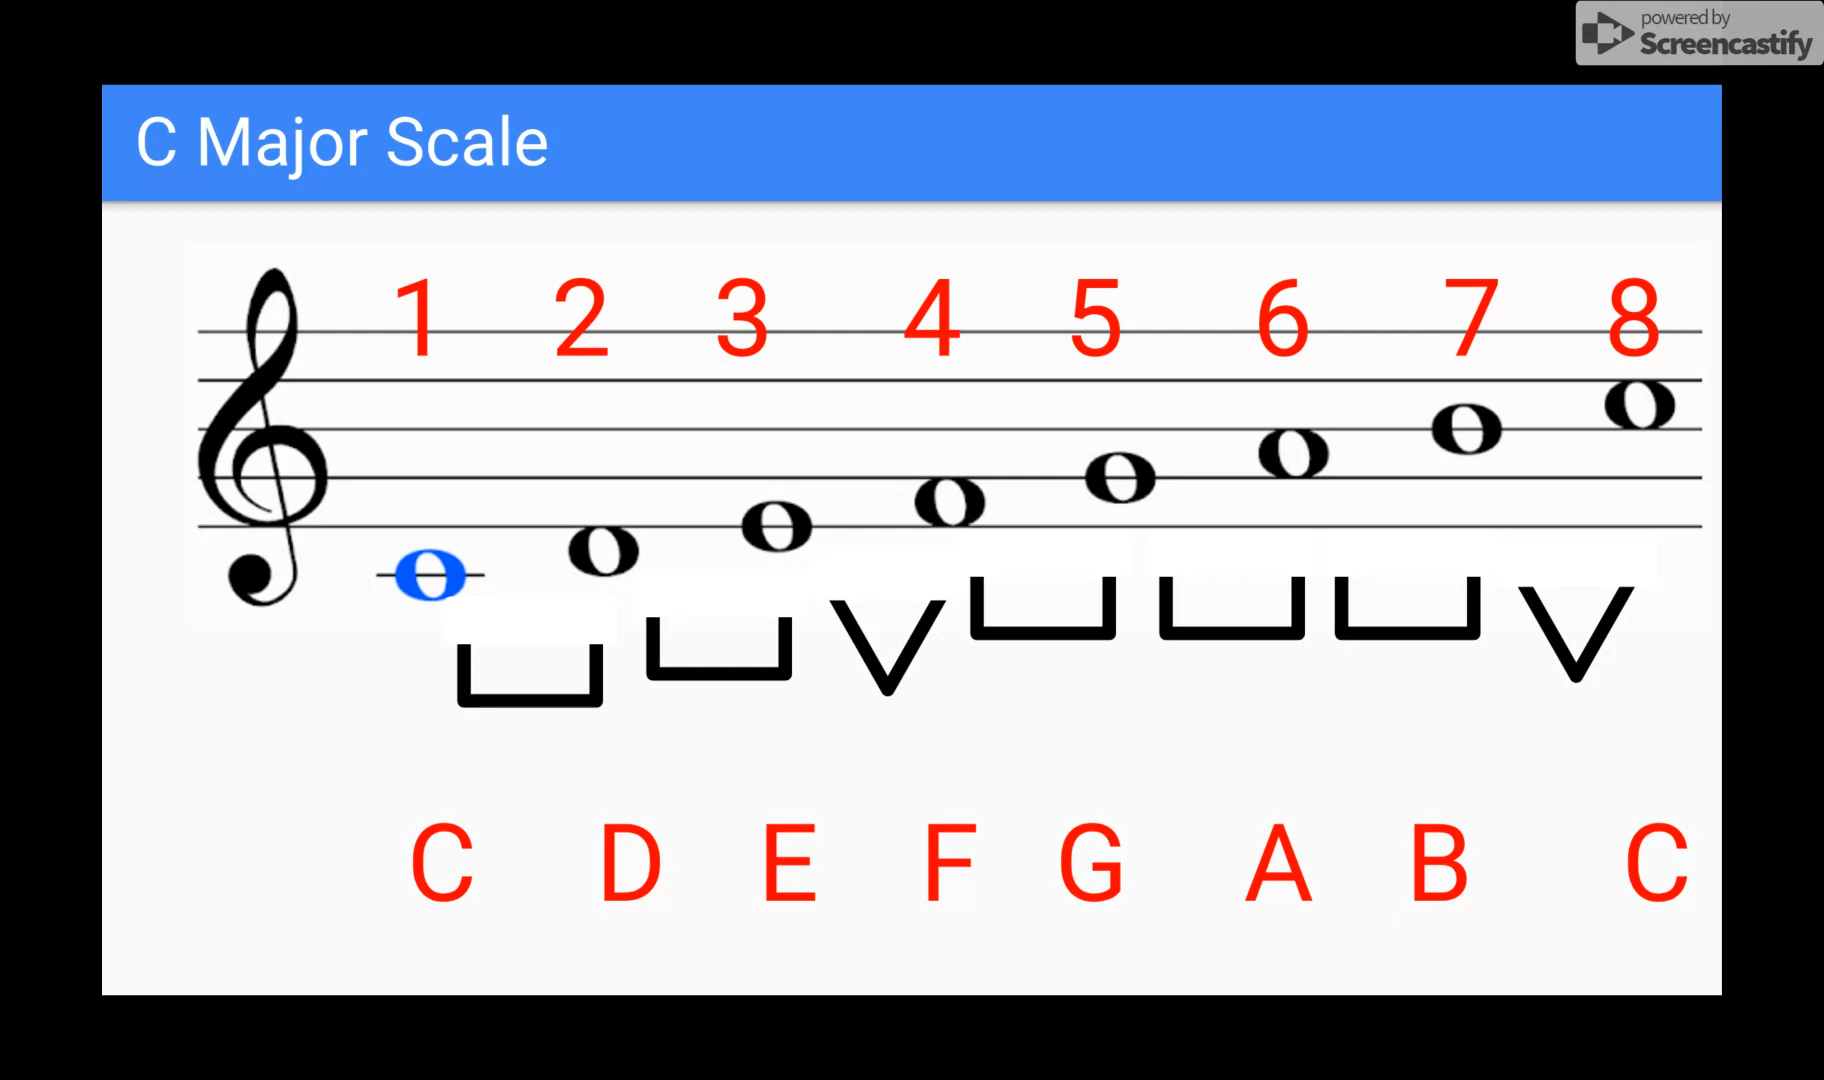 powered by
Screencastify
C Major Scale
1 2 3 4 5 6 7 8
C D E F G A B C